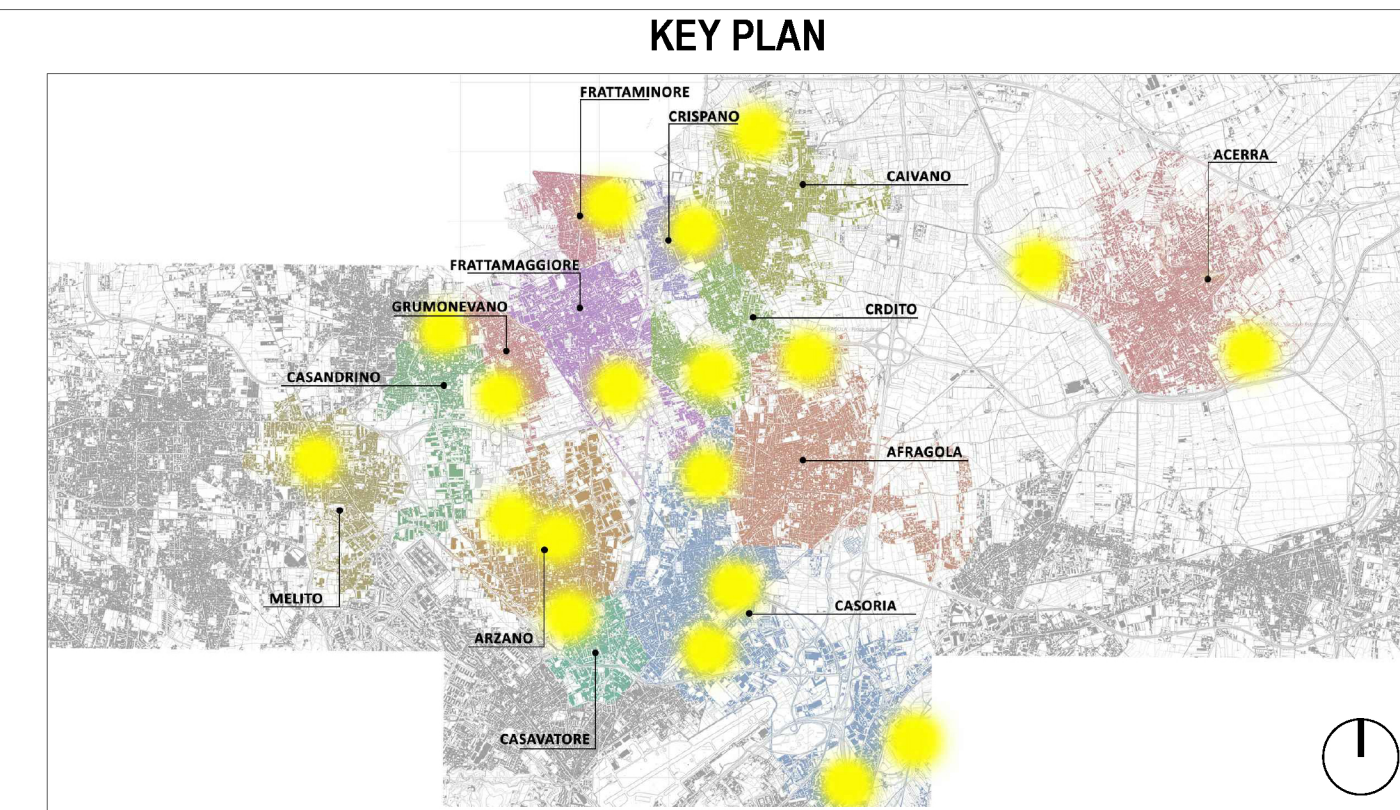 KEY PLAN
FRATTAMINORE
CRISPANO
ACERRA
CAIVANO
FRATTAMAGGIORE
GRUMONEVANO
CRDITO
CASANDRINO
AFRAGOLA
MELITO
CASORIA
ARZANO
CASAVATORE